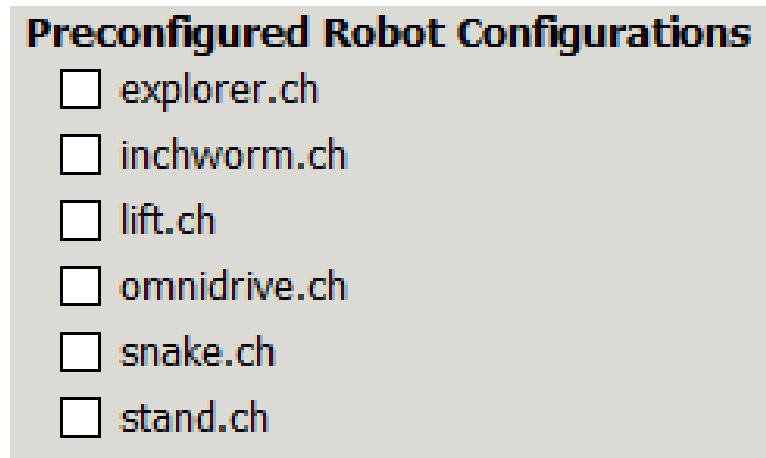 Preconfigured Robot Configurations
explorer.ch
inchworm.ch
lift.ch
omnidrive.ch
snake.ch
stand.ch